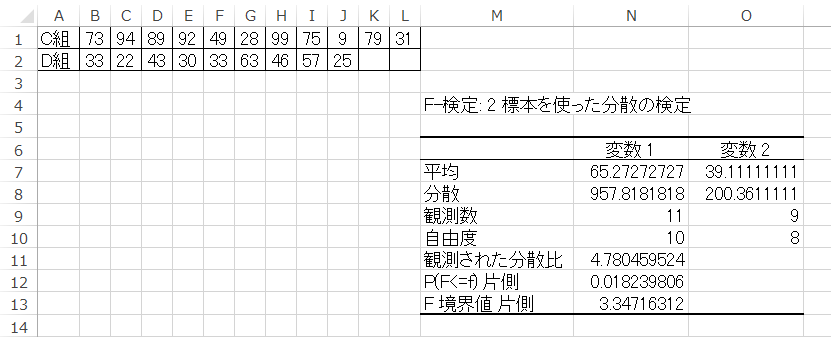 A B C D E F G H I J K L M N O
1 C組 73 94 89 92 49 28 99 75 9 79 31
2 D組 33 22 43 30 33 63 46 57 25
3
4 F-検定: 2 標本を使った分散の検定
5
6 変数 1 変数 2
7 平均 65.27272727 39.11111111
8 分散 957.8181818 200.3611111
9 観測数 11 9
10 自由度 10 8
11 観測された分散比 4.780459524
12 P(F<=f) 片側 0.018239806
13 F 境界値 片側 3.34716312
14